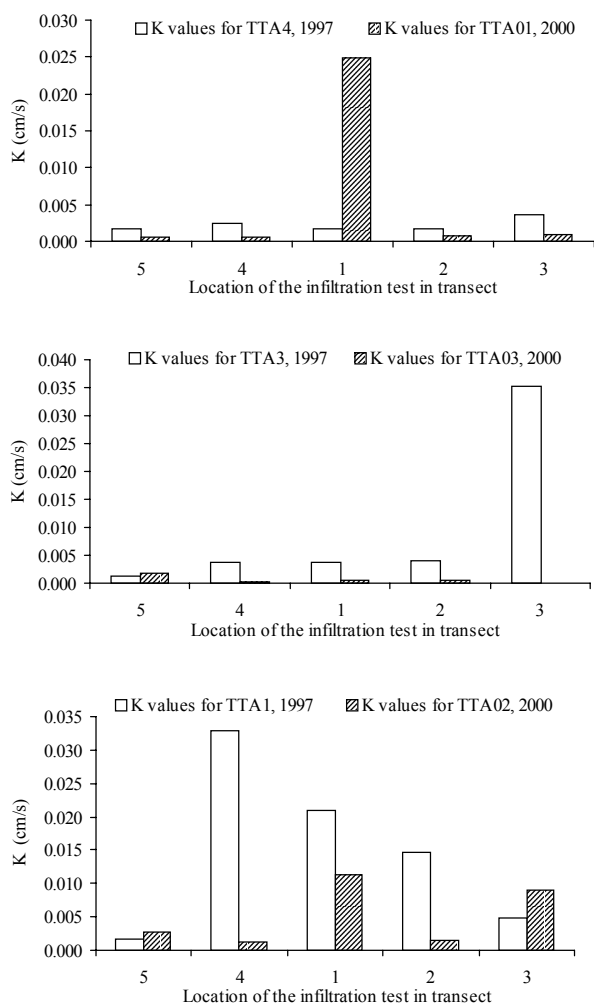 K values for TTA4, 1997 K values for TTA01, 2000
K (cm/s)
0.030
0.025
0.020
0.015
0.010
0.005
0.000
5 4 1 2 3
Location of the infiltration test in transect
K values for TTA3, 1997 K values for TTA03, 2000
K (cm/s)
0.040
0.035
0.030
0.025
0.020
0.015
0.010
0.005
0.000
5 4 1 2 3
Location of the infiltration test in transect
K values for TTA1, 1997 K values for TTA02, 2000
K (cm/s)
0.035
0.030
0.025
0.020
0.015
0.010
0.005
0.000
5 4 1 2 3
Location of the infiltration test in transect